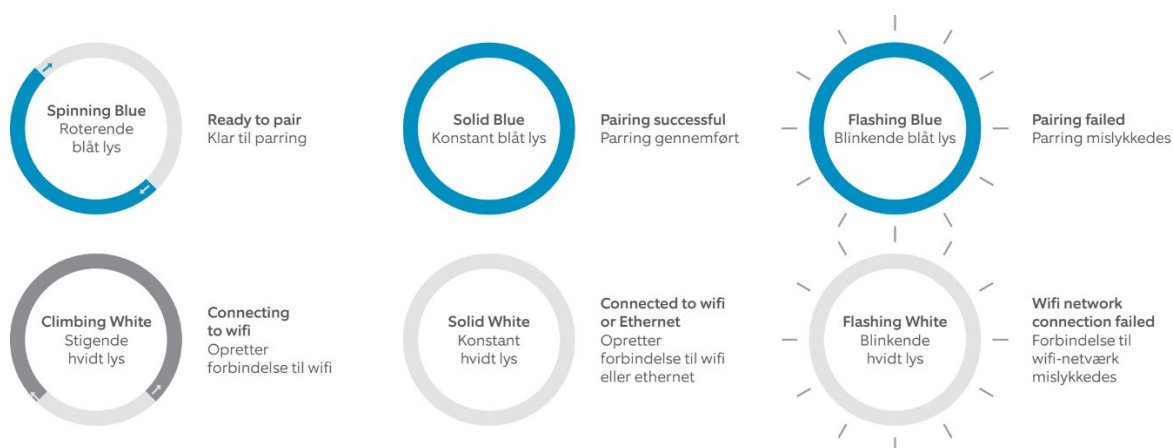 Spinning Blue
Roterende
blåt lys
Ready to pair
Klar til parring
Solid Blue
Konstant blåt lys
Pairing successful
Parring gennemført
Flashing Blue
Blinkende blåt lys
Pairing failed
Parring mislykkedes
Climbing White
Stigende
hvidt lys
Connecting
to wifi
Opretter
forbindelse til wifi
Solid White
Konstant
hvidt lys
Connected to wifi
or Ethernet
Opretter
forbindelse til wifi
eller ethernet
Flashing White
Blinkende
hvidt lys
Wifi network
connection failed
Forbindelse til
wifi-netværk
mislykkedes